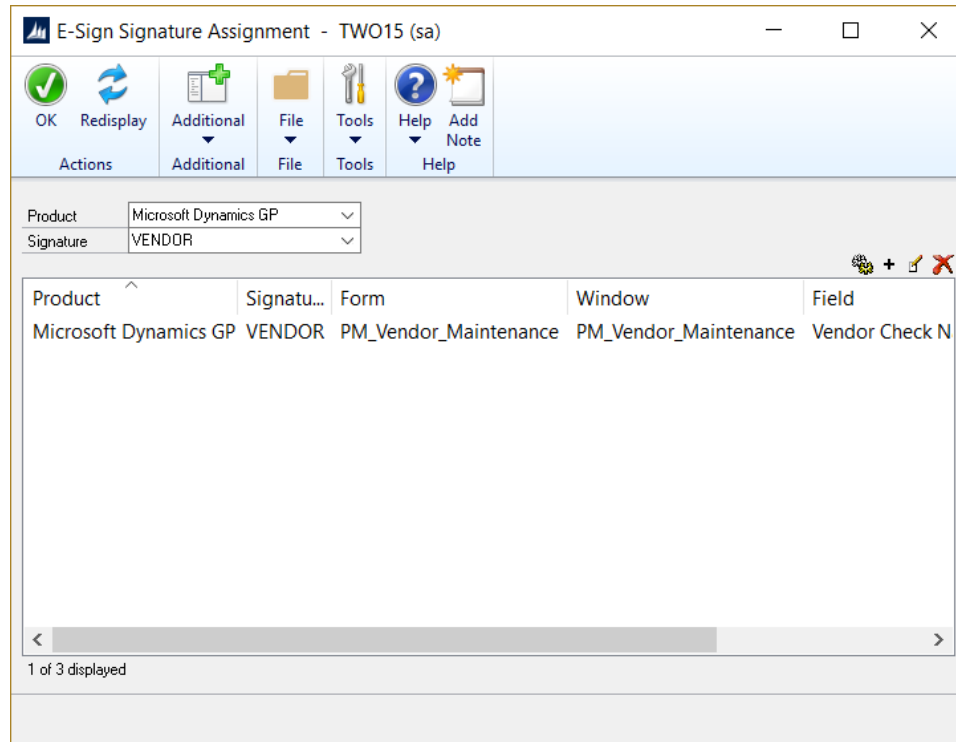 E-Sign Signature Assignment - TWO15 (sa)
OK Redisplay Additional File Tools Help Add Note
Actions Additional File Tools Help
Product Microsoft Dynamics GP
Signature VENDOR
Product Signatu... Form Window Field
Microsoft Dynamics GP VENDOR PM_Vendor_Maintenance PM_Vendor_Maintenance Vendor Check N
1 of 3 displayed